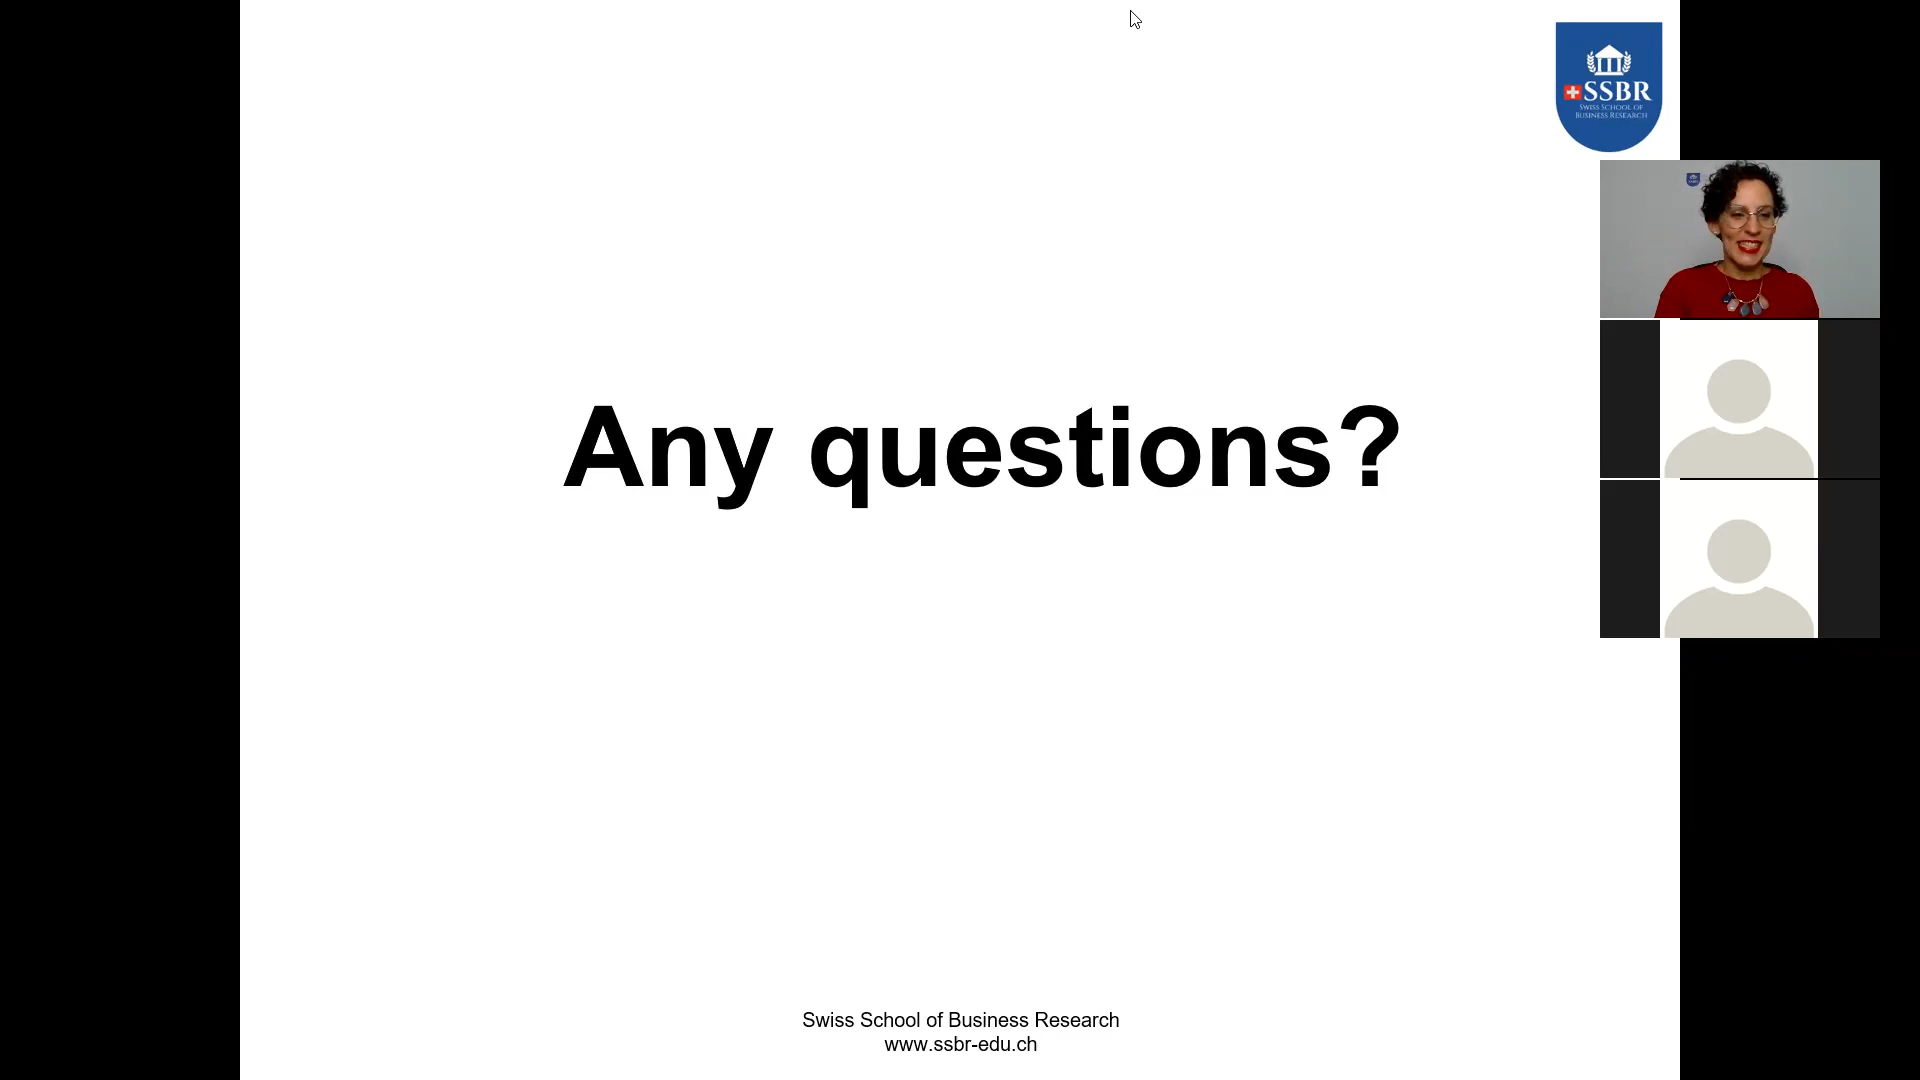 SSBR
SWISS SCHOOL OF
BUSINESS RESEARCH
Any questions?
Swiss School of Business Research
www.ssbr-edu.ch